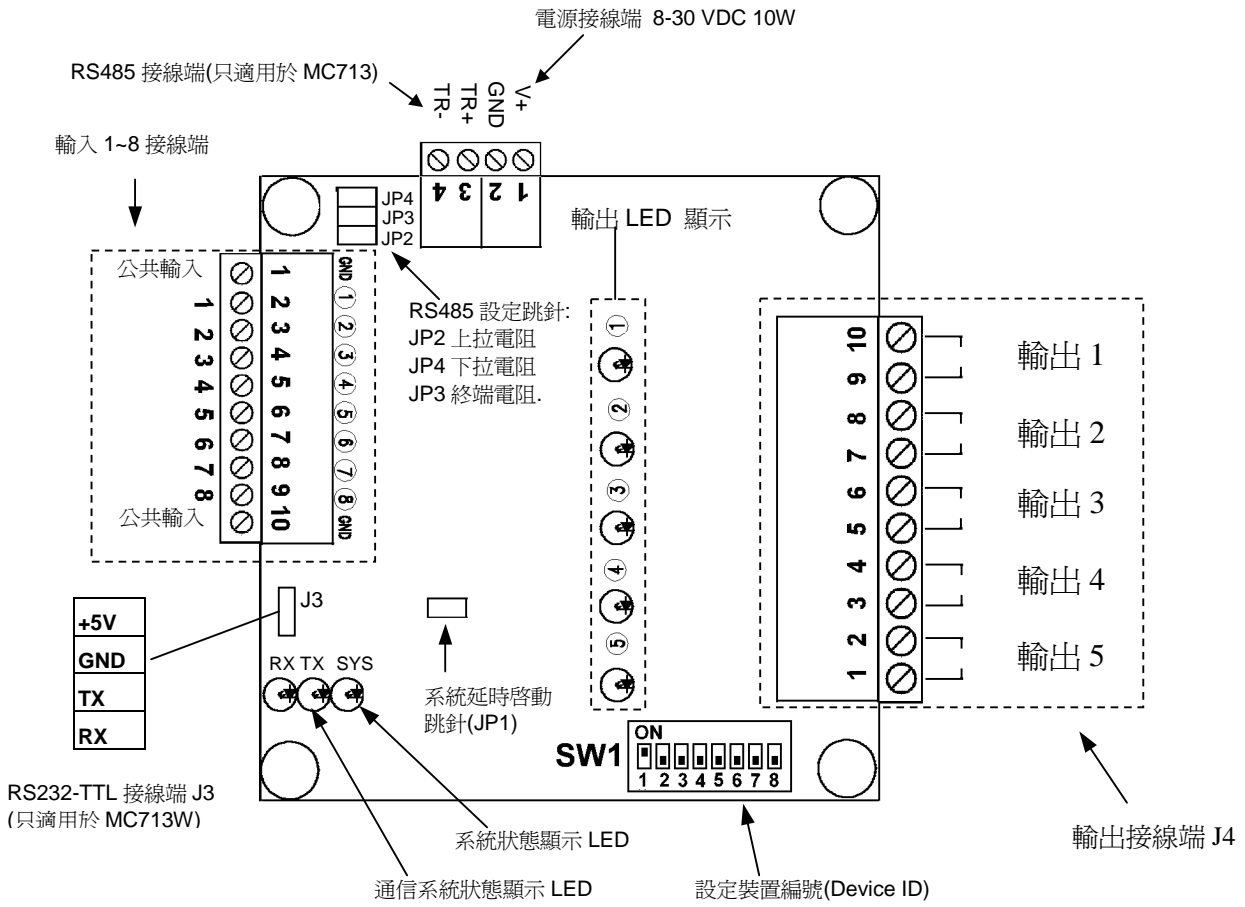 電源接線端 8-30 VDC 10W
RS485 接線端(只適用於 MC713)
TR-
TR+
GND
V+
輸入 1~8 接線端
4
3
2
1
JP4
JP3
JP2
輸出 LED 顯示
公共輸入
1
2
3
4
5
6
7
8
公共輸入
1
2
3
4
5
6
7
8
9
10
GND
①
②
③
④
⑤
⑥
⑦
⑧
GND
RS485 設定跳針:
JP2 上拉電阻
JP4 下拉電阻
JP3 終端電阻.
①
②
③
④
⑤
10
9
8
7
6
5
4
3
2
1
輸出 1
輸出 2
輸出 3
輸出 4
輸出 5
J3
+5V
GND
TX
RX
RX TX SYS
系統延時啓動
跳針(JP1)
SW1
ON
1 2 3 4 5 6 7 8
RS232-TTL 接線端 J3
(只適用於 MC713W)
系統狀態顯示 LED
輸出接線端 J4
通信系統狀態顯示 LED
設定裝置編號(Device ID)